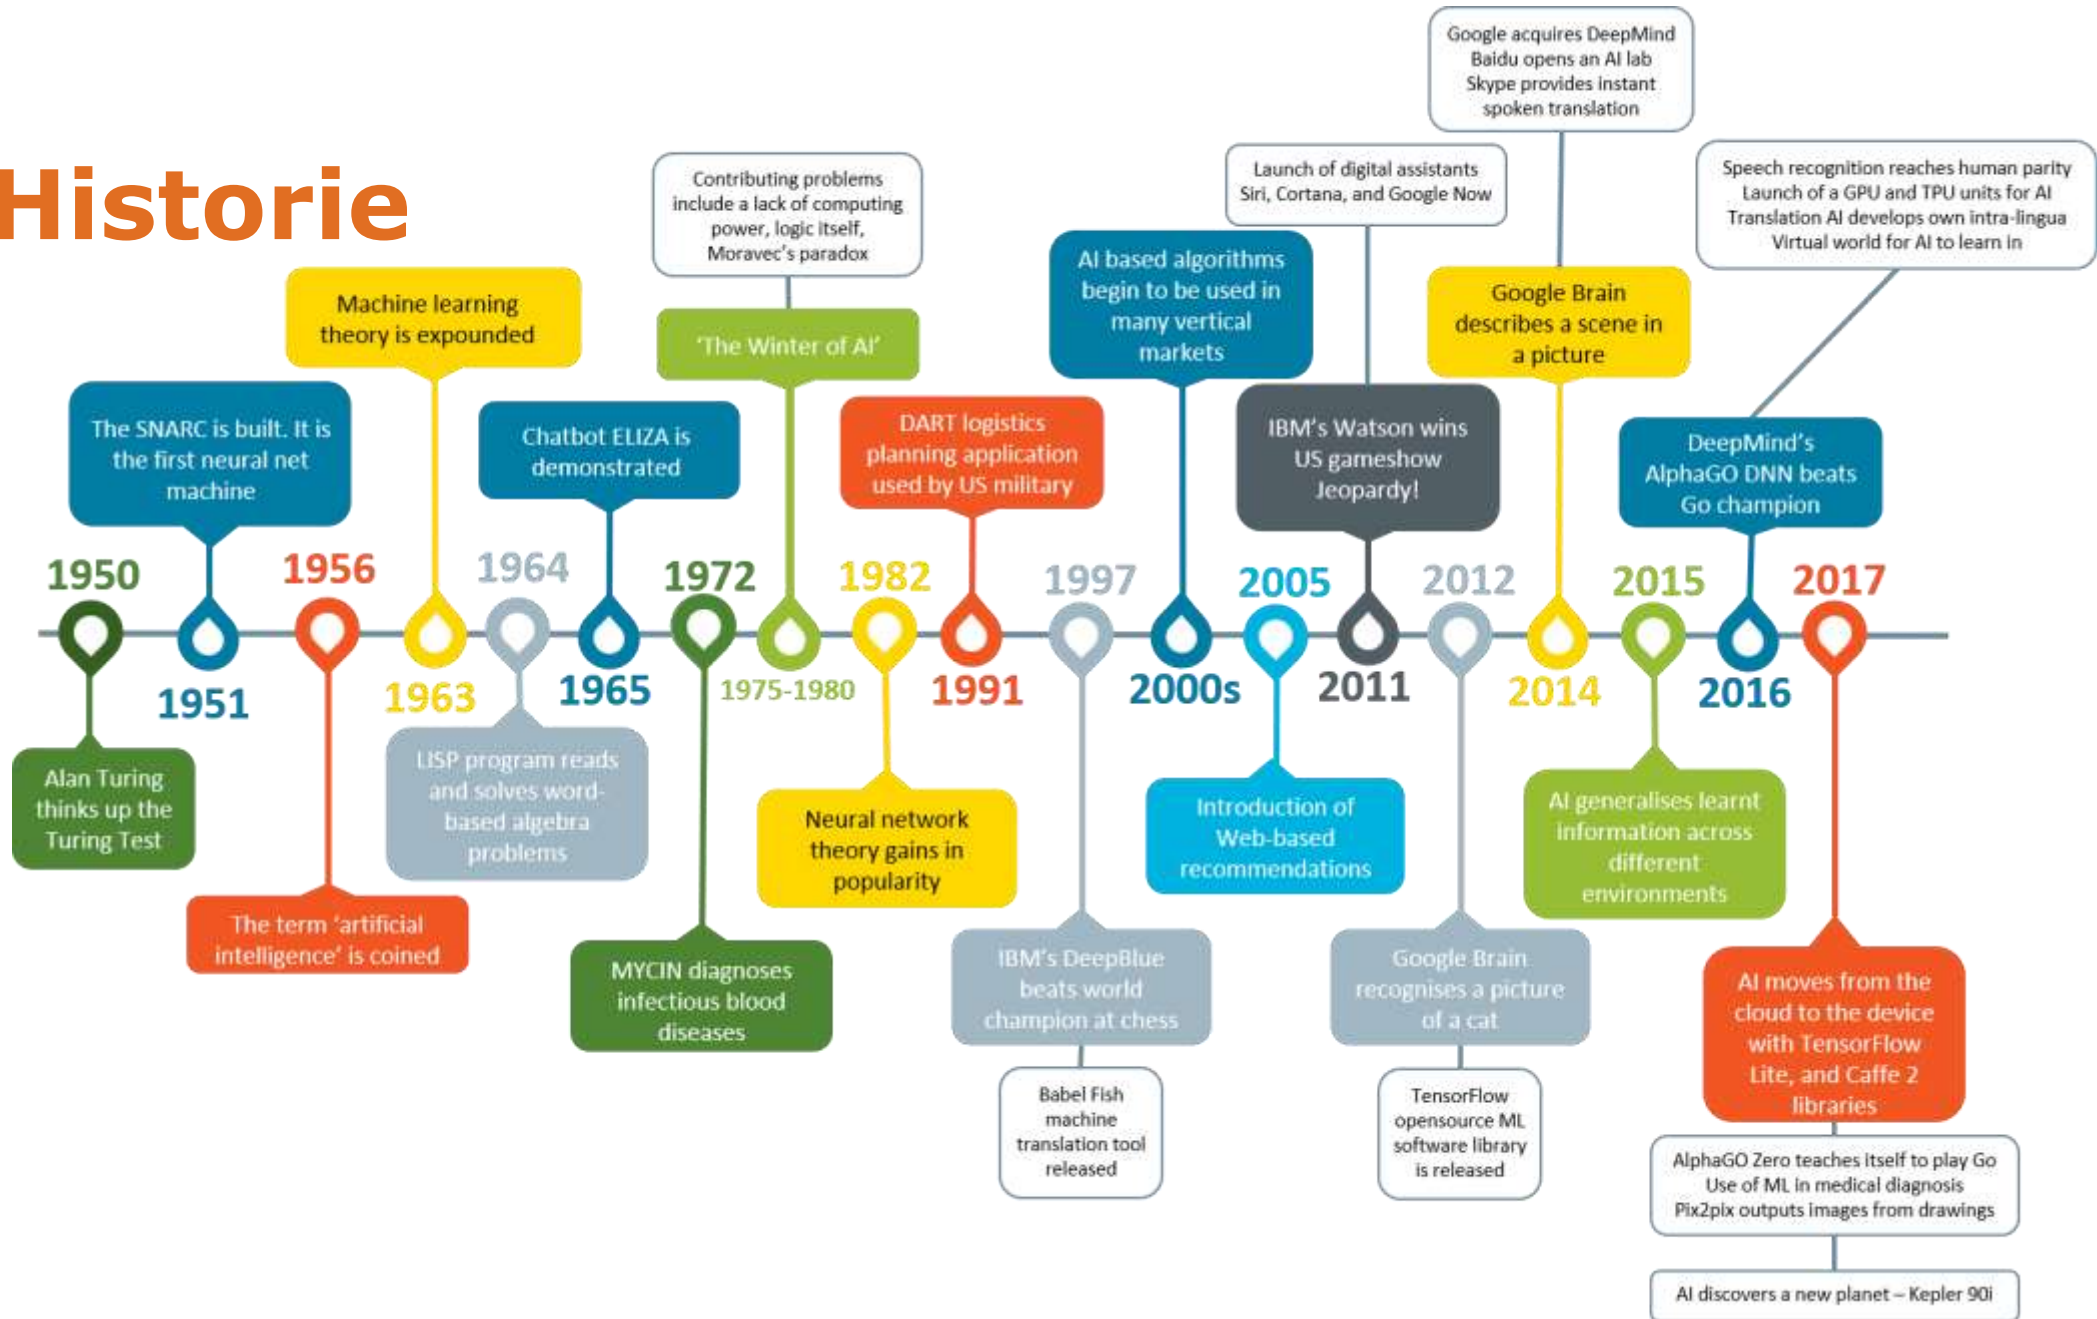 Historie
1950
Alan Turing
thinks up the
Turing Test
The SNARC is built. It is
the first neural net
machine
1951
1956
The term 'artificial
intelligence' is coined
Machine learning
theory is expounded
1963
1964
LISP program reads
and solves word-
based algebra
problems
Chatbot ELIZA is
demonstrated
1965
1972
MYCIN diagnoses
infectious blood
diseases
Contributing problems
include a lack of computing
power, logic itself,
Moravec's paradox
'The Winter of AI'
1975-1980
1982
Neural network
theory gains in
popularity
DART logistics
planning application
used by US military
1991
1997
IBM's DeepBlue
beats world
champion at chess
Babel Fish
machine
translation tool
released
AI based algorithms
begin to be used in
many vertical
markets
2000s
2005
Introduction of
Web-based
recommendations
Launch of digital assistants
Siri, Cortana, and Google Now
IBM's Watson wins
US gameshow
Jeopardy!
2011
2012
Google Brain
recognises a picture
of a cat
TensorFlow
opensource ML
software library
is released
Google acquires DeepMind
Baidu opens an AI lab
Skype provides instant
spoken translation
Google Brain
describes a scene in
a picture
2014
2015
AI generalises learnt
information across
different
environments
Speech recognition reaches human parity
Launch of a GPU and TPU units for AI
Translation AI develops own intra-lingua
Virtual world for AI to learn in
DeepMind's
AlphaGO DNN beats
Go champion
2016
2017
AI moves from the
cloud to the device
with TensorFlow
Lite, and Caffe 2
libraries
AlphaGO Zero teaches itself to play Go
Use of ML in medical diagnosis
Pix2pix outputs images from drawings
AI discovers a new planet – Kepler 90i